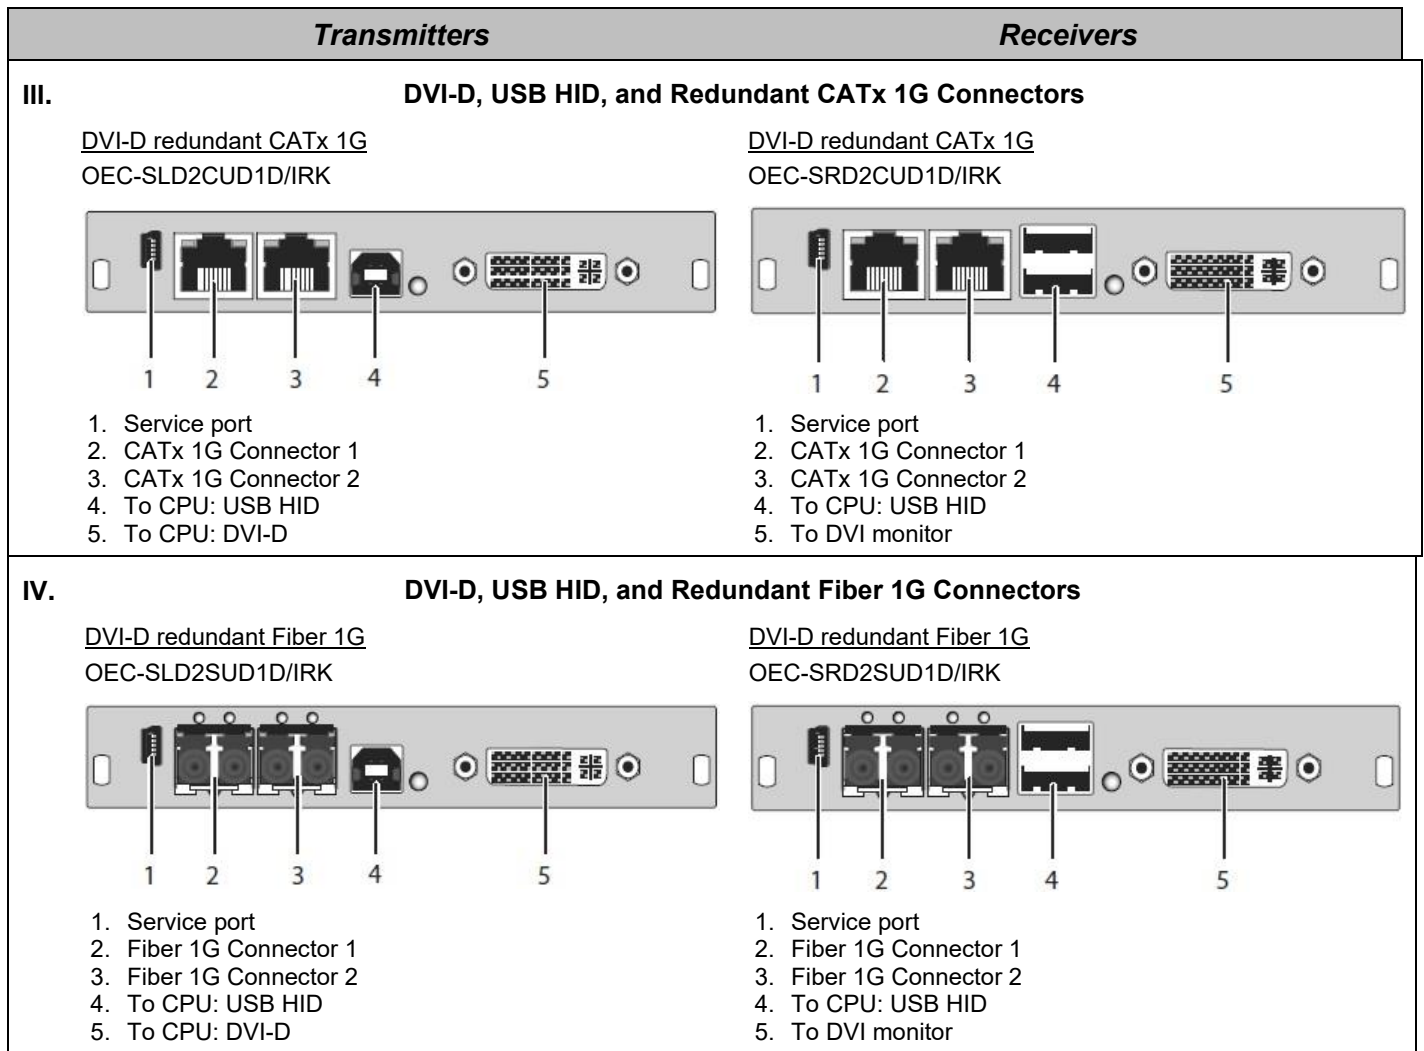 Transmitters Receivers
III. DVI-D, USB HID, and Redundant CATx 1G Connectors
DVI-D redundant CATx 1G
OEC-SLD2CUD1D/IRK
1 2 3 4 5
1. Service port
2. CATx 1G Connector 1
3. CATx 1G Connector 2
4. To CPU: USB HID
5. To CPU: DVI-D
DVI-D redundant CATx 1G
OEC-SRD2CUD1D/IRK
1 2 3 4 5
1. Service port
2. CATx 1G Connector 1
3. CATx 1G Connector 2
4. To CPU: USB HID
5. To DVI monitor
IV. DVI-D, USB HID, and Redundant Fiber 1G Connectors
DVI-D redundant Fiber 1G
OEC-SLD2SUD1D/IRK
1 2 3 4 5
1. Service port
2. Fiber 1G Connector 1
3. Fiber 1G Connector 2
4. To CPU: USB HID
5. To CPU: DVI-D
DVI-D redundant Fiber 1G
OEC-SRD2SUD1D/IRK
1 2 3 4 5
1. Service port
2. Fiber 1G Connector 1
3. Fiber 1G Connector 2
4. To CPU: USB HID
5. To DVI monitor